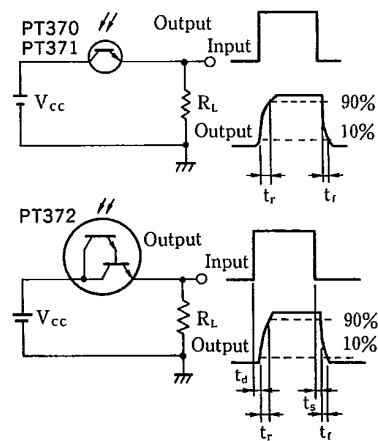 PT370
PT371
Output
Input
Vcc
RL
Output
90%
10%
tr
tf
PT372
Output
Input
Vcc
RL
Output
90%
10%
td
ts
tr
tf